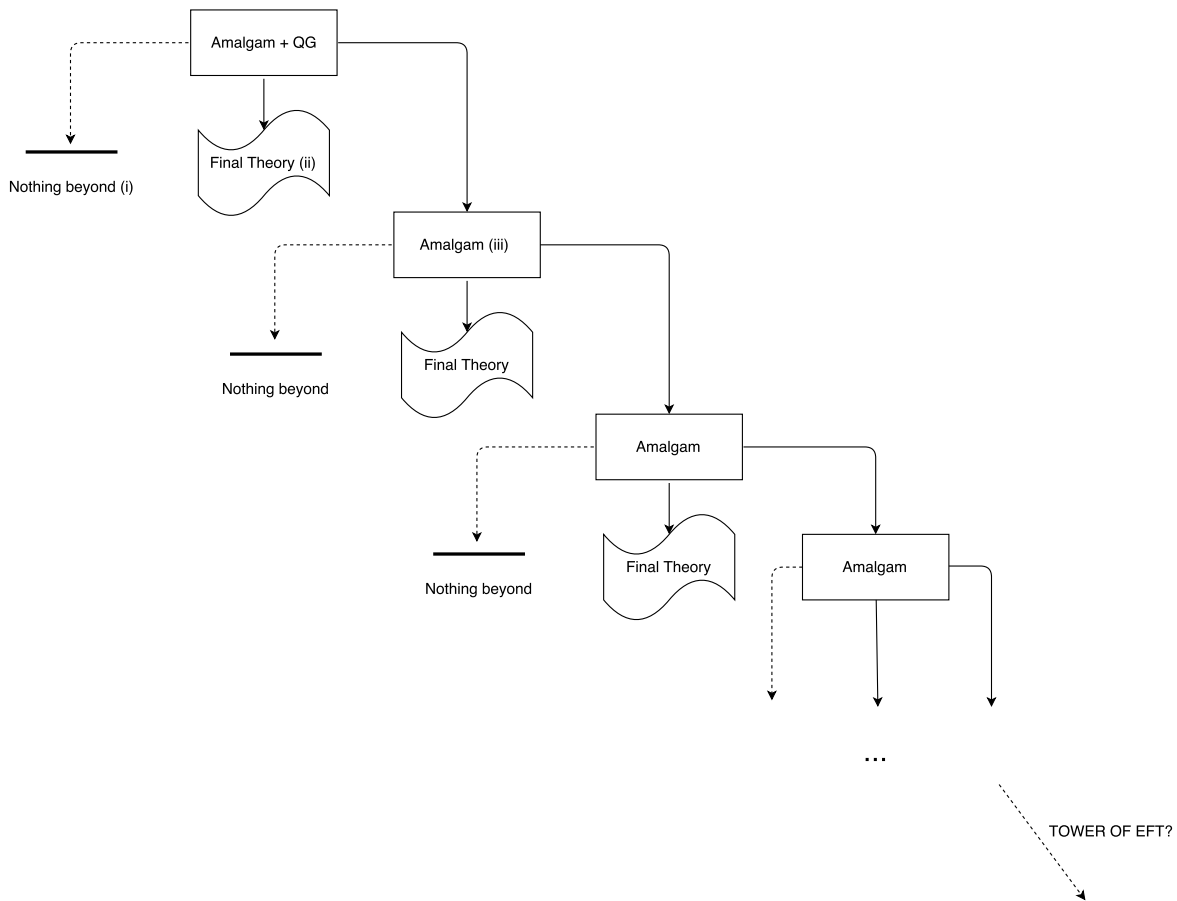 Amalgam + QG
Final Theory (ii)
Nothing beyond (i)
Amalgam (iii)
Final Theory
Nothing beyond
Amalgam
Final Theory
Nothing beyond
Amalgam
...
TOWER OF EFT?